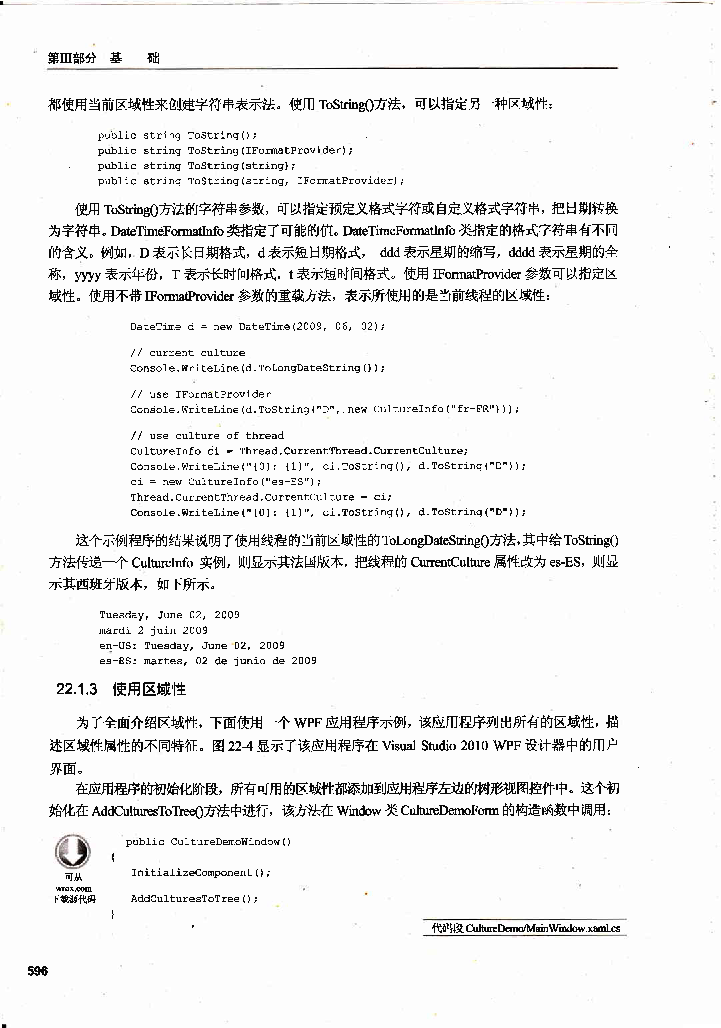 第III部分 基 础
都使用当前区域性来创建字符串表示法。使用 ToString()方法，可以指定另一种区域性：
public string ToString();
public string ToString(IFormatProvider);
public string ToString(string);
public string ToString(string, IFormatProvider);
使用 ToString()方法的字符串参数，可以指定预定义格式字符或自定义格式字符串，把日期转换
为字符串。DateTimeFormatInfo 类指定了可能的值。DateTimeFormatInfo 类指定的格式字符串有不同
的含义。例如，D 表示长日期格式，d 表示短日期格式， ddd 表示星期的缩写，dddd 表示星期的全
称，yyyy 表示年份，T 表示长时间格式，t 表示短时间格式。使用 IFormatProvider 参数可以指定区
域性。使用不带 IFormatProvider 参数的重载方法，表示所使用的是当前线程的区域性：
DateTime d = new DateTime(2009, 06, 02);
// current culture
Console.WriteLine(d.ToLongDateString());
// use IFormatProvider
Console.WriteLine(d.ToString("D", new CultureInfo("fr-FR")));
// use culture of thread
CultureInfo ci = Thread.CurrentThread.CurrentCulture;
Console.WriteLine("{0}: {1}", ci.ToString(), d.ToString("D"));
ci = new CultureInfo("es-ES");
Thread.CurrentThread.CurrentCulture = ci;
Console.WriteLine("{0}: {1}", ci.ToString(), d.ToString("D"));
这个示例程序的结果说明了使用线程的当前区域性的 ToLongDateString()方法，其中给 ToString()
方法传递一个 CultureInfo 实例，则显示其法国版本，把线程的 CurrentCulture 属性改为 es-ES，则显
示其西班牙版本，如下所示。
Tuesday, June 02, 2009
mardi 2 juin 2009
en-US: Tuesday, June 02, 2009
es-ES: martes, 02 de junio de 2009
22.1.3 使用区域性
为了全面介绍区域性，下面使用一个 WPF 应用程序示例，该应用程序列出所有的区域性，描
述区域性属性的不同特征。图 22-4 显示了该应用程序在 Visual Studio 2010 WPF 设计器中的用户
界面。
在应用程序的初始化阶段，所有可用的区域性都添加到应用程序左边的树形视图控件中。这个初
始化在 AddCulturesToTree()方法中进行，该方法在 Window 类 CultureDemoForm 的构造函数中调用：
public CultureDemoWindow()
{
InitializeComponent();
AddCulturesToTree();
}
可从
wrox.com
下载源代码
代码段 CultureDemo/MainWindow.xaml.cs
596